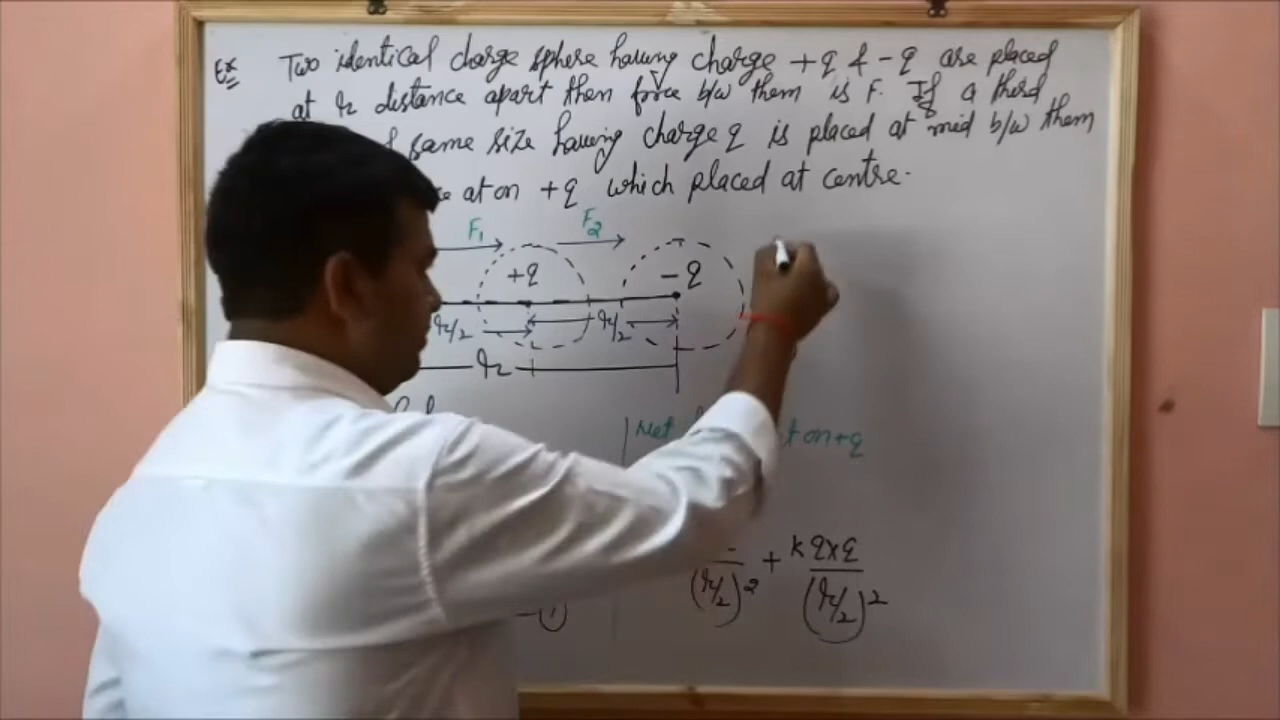 Ex Two identical charge sphere having charge +q & -q are placed
at r distance apart then force b/w them is F. If a third
same size having charge q is placed at mid b/w them
at on +q which placed at centre.
F₁ F₂
+q -q
r/2 r/2
r
Net t on +q
(r/2)² + k q×q
(r/2)²
(1)